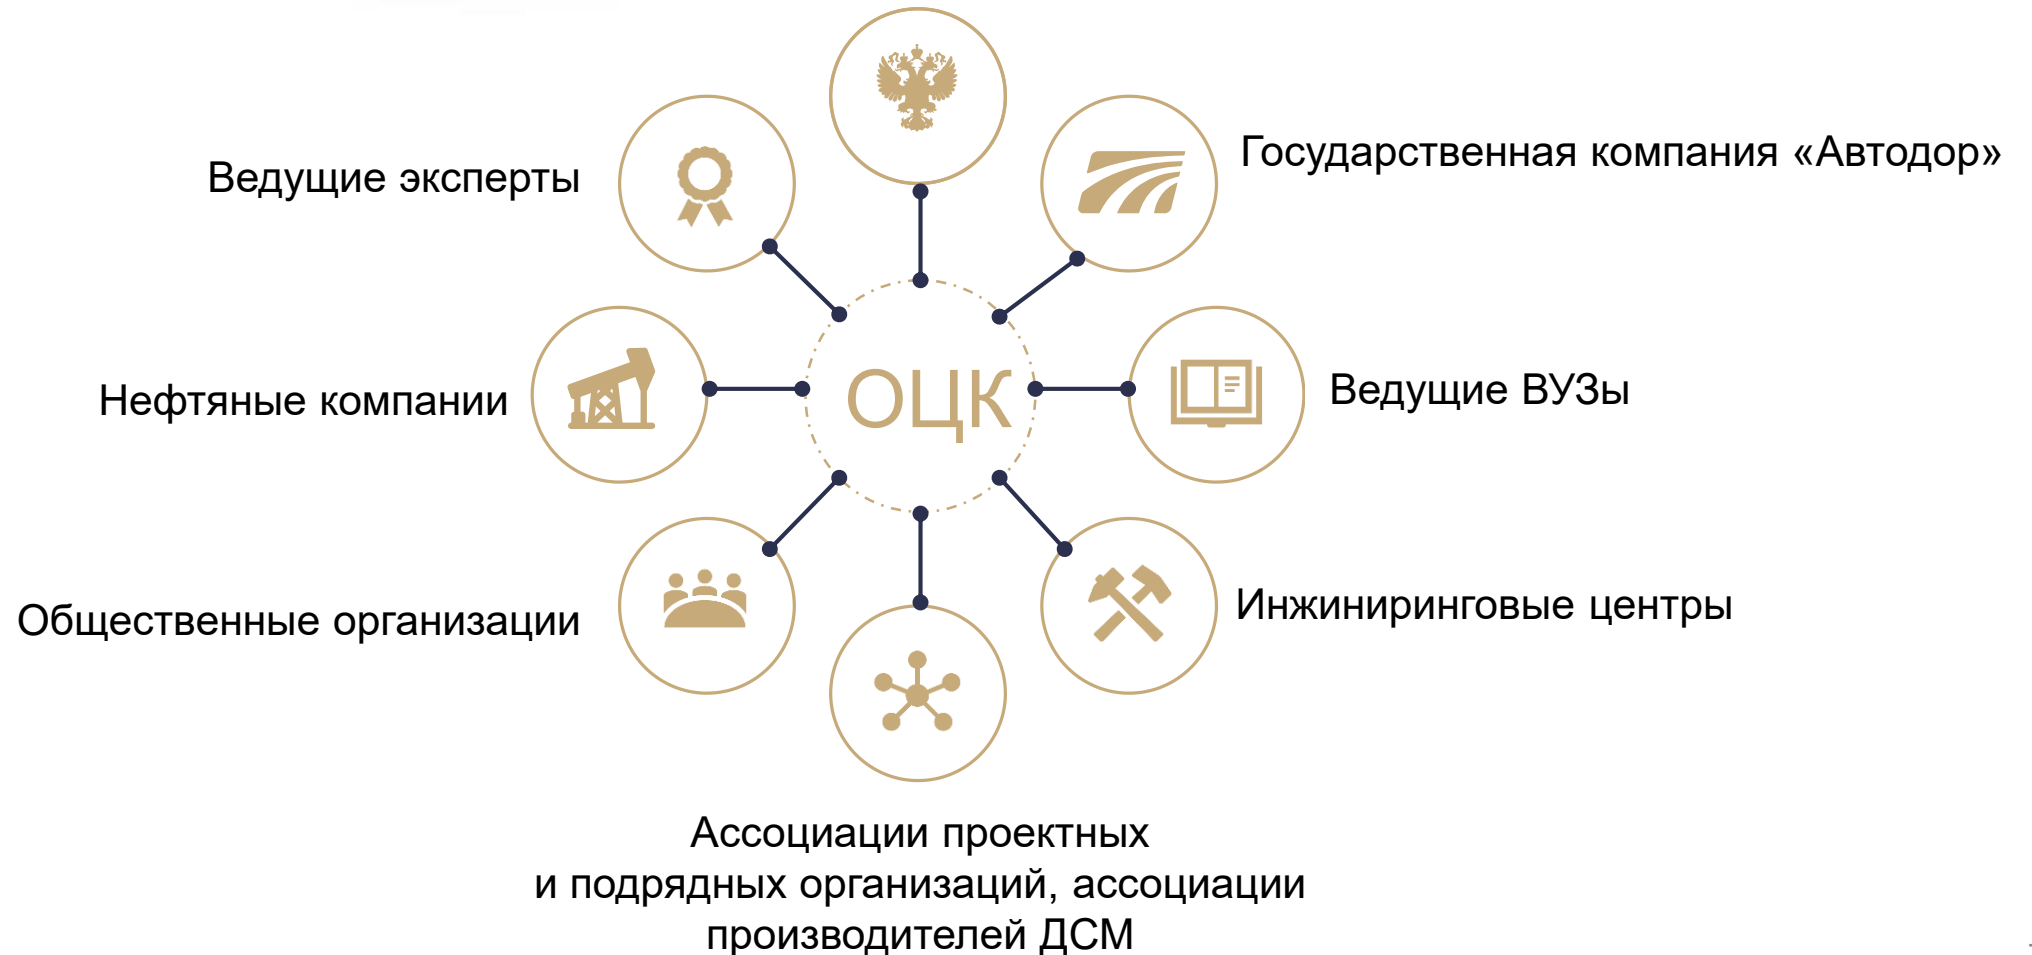 Государственная компания «Автодор»
Ведущие эксперты
ОЦК
Ведущие ВУЗы
Нефтяные компании
Инжиниринговые центры
Общественные организации
Ассоциации проектных
и подрядных организаций, ассоциации
производителей ДСМ